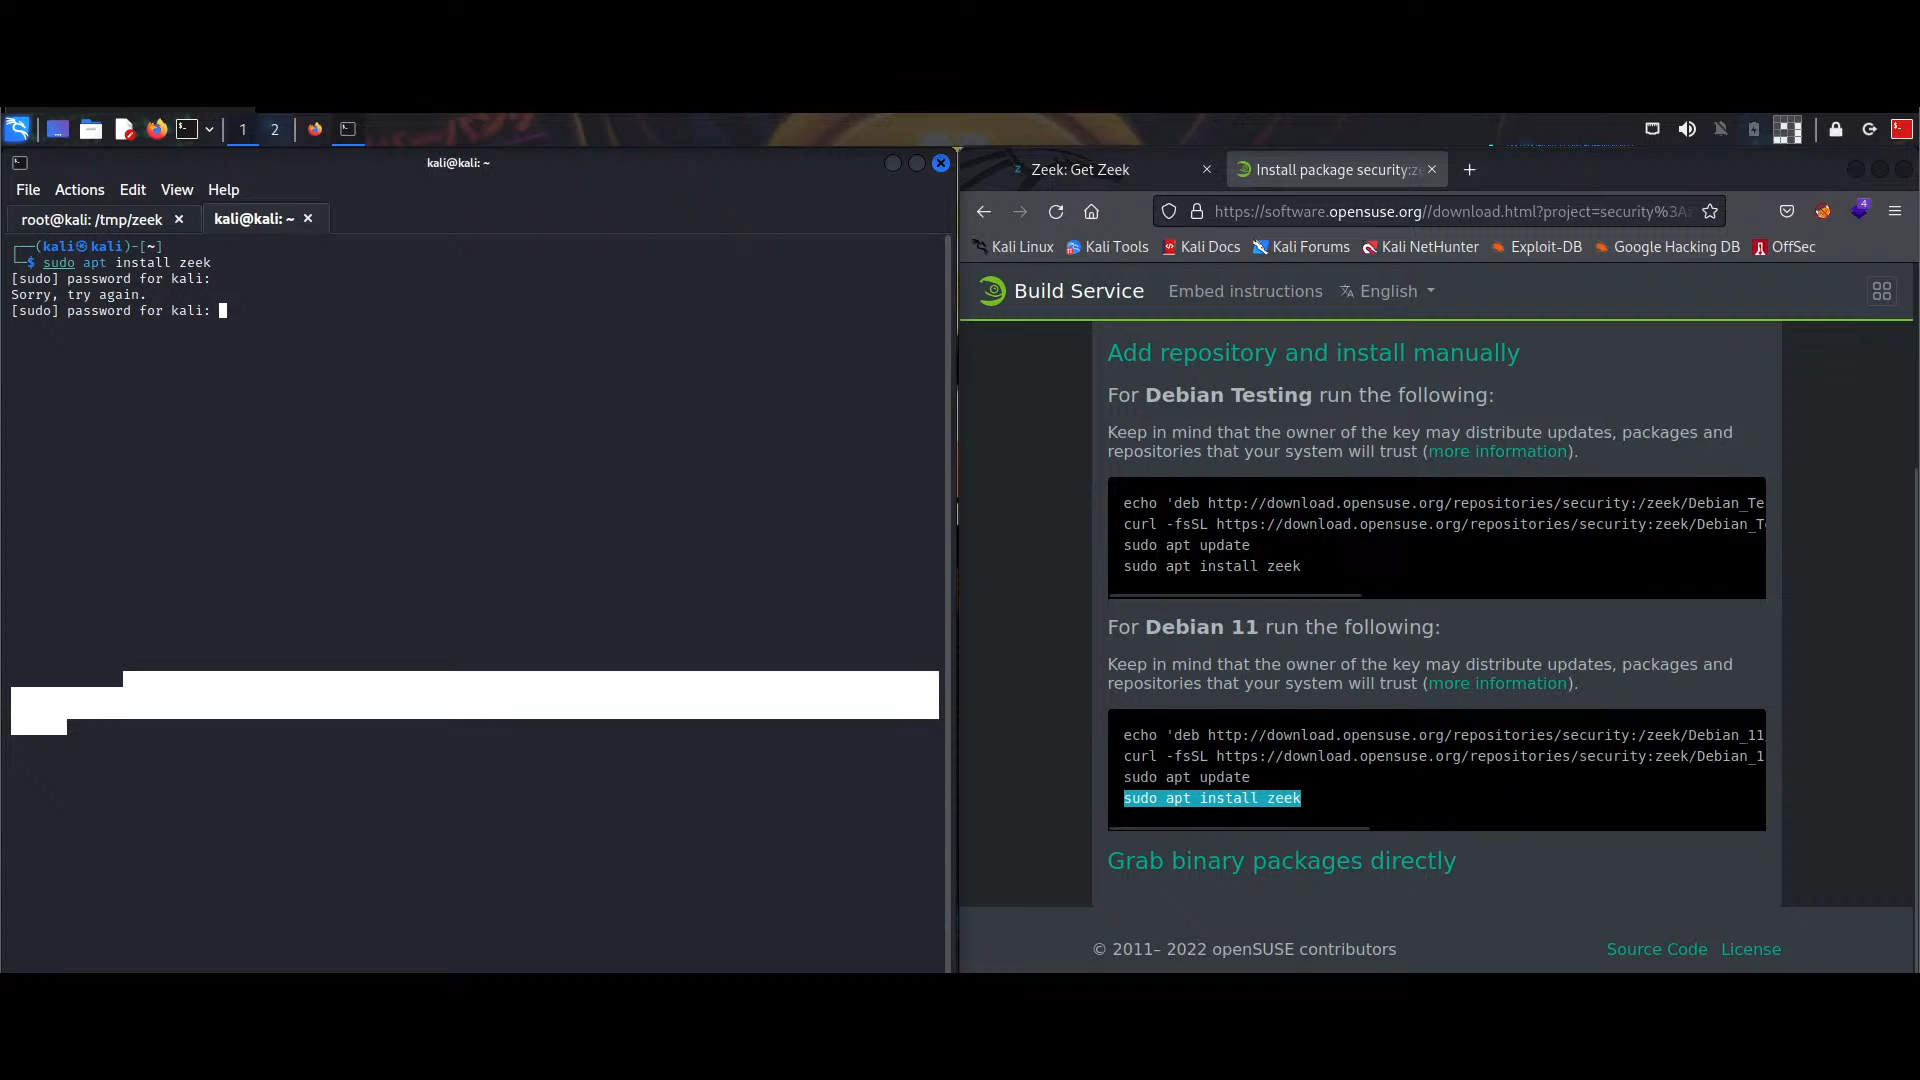 1 2
kali@kali: ~
File Actions Edit View Help
root@kali: /tmp/zeek
kali@kali: ~
(kali㉿kali)-[~]
$ sudo apt install zeek
[sudo] password for kali:
Sorry, try again.
[sudo] password for kali:
Zeek: Get Zeek
Install package security:ze
https://software.opensuse.org//download.html?project=security%3A
4
Kali Linux Kali Tools Kali Docs Kali Forums Kali NetHunter Exploit-DB Google Hacking DB OffSec
Build Service Embed instructions English
Add repository and install manually
For Debian Testing run the following:
Keep in mind that the owner of the key may distribute updates, packages and
repositories that your system will trust (more information).
echo 'deb http://download.opensuse.org/repositories/security:/zeek/Debian_Te
curl -fsSL https://download.opensuse.org/repositories/security:zeek/Debian_T
sudo apt update
sudo apt install zeek
For Debian 11 run the following:
Keep in mind that the owner of the key may distribute updates, packages and
repositories that your system will trust (more information).
echo 'deb http://download.opensuse.org/repositories/security:/zeek/Debian_11
curl -fsSL https://download.opensuse.org/repositories/security:zeek/Debian_1
sudo apt update
sudo apt install zeek
Grab binary packages directly
© 2011– 2022 openSUSE contributors
Source Code License